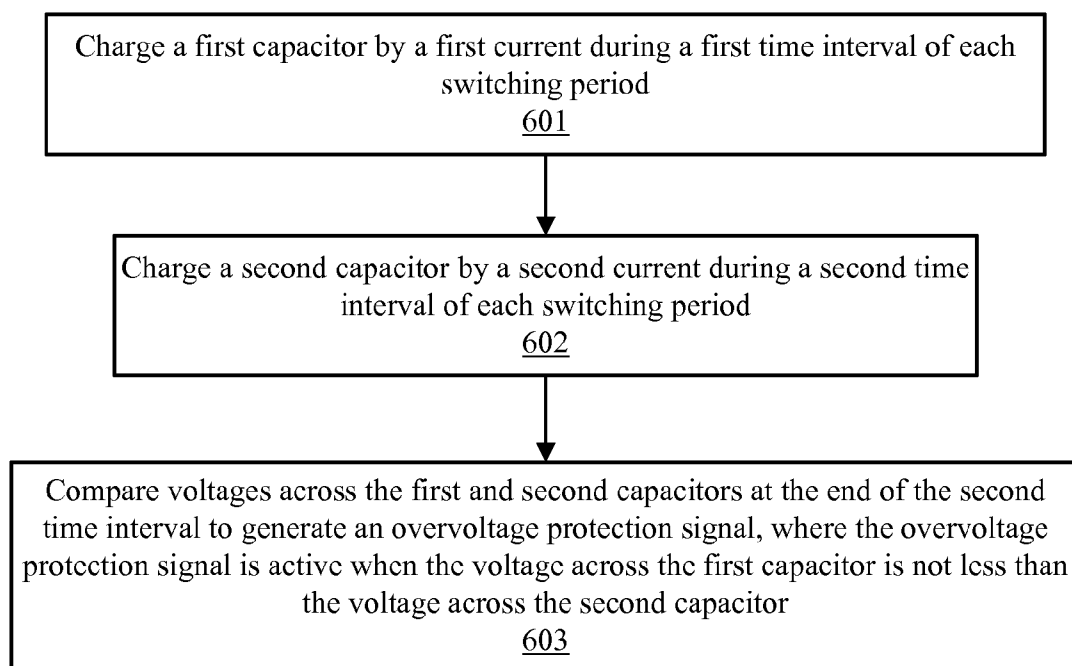 Charge a first capacitor by a first current during a first time interval of each
switching period
601
Charge a second capacitor by a second current during a second time
interval of each switching period
602
Compare voltages across the first and second capacitors at the end of the second
time interval to generate an overvoltage protection signal, where the overvoltage
protection signal is active when the voltage across the first capacitor is not less than
the voltage across the second capacitor
603